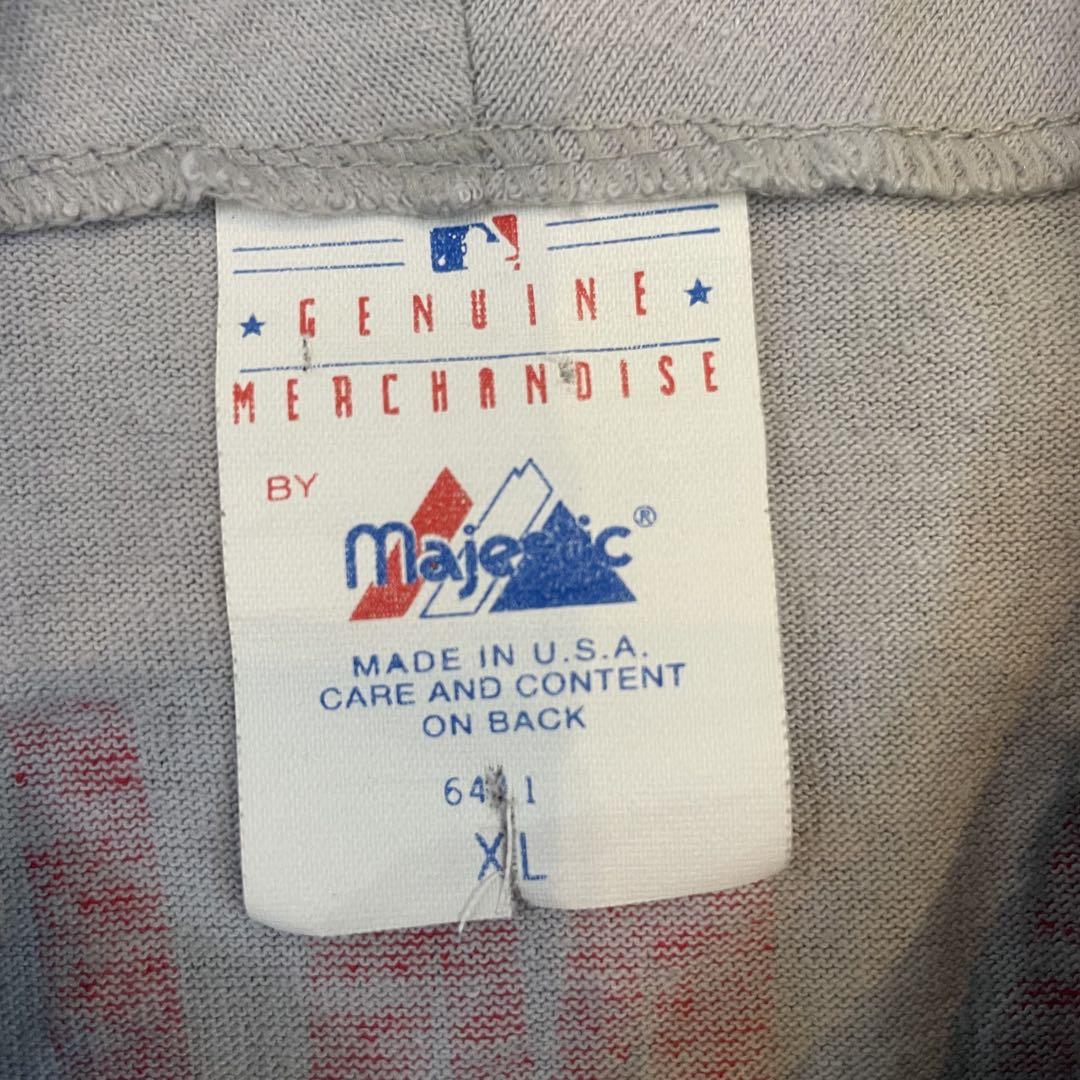 GENUINE
MERCHANDISE
BY
Majestic®
MADE IN U.S.A.
CARE AND CONTENT
ON BACK
XL